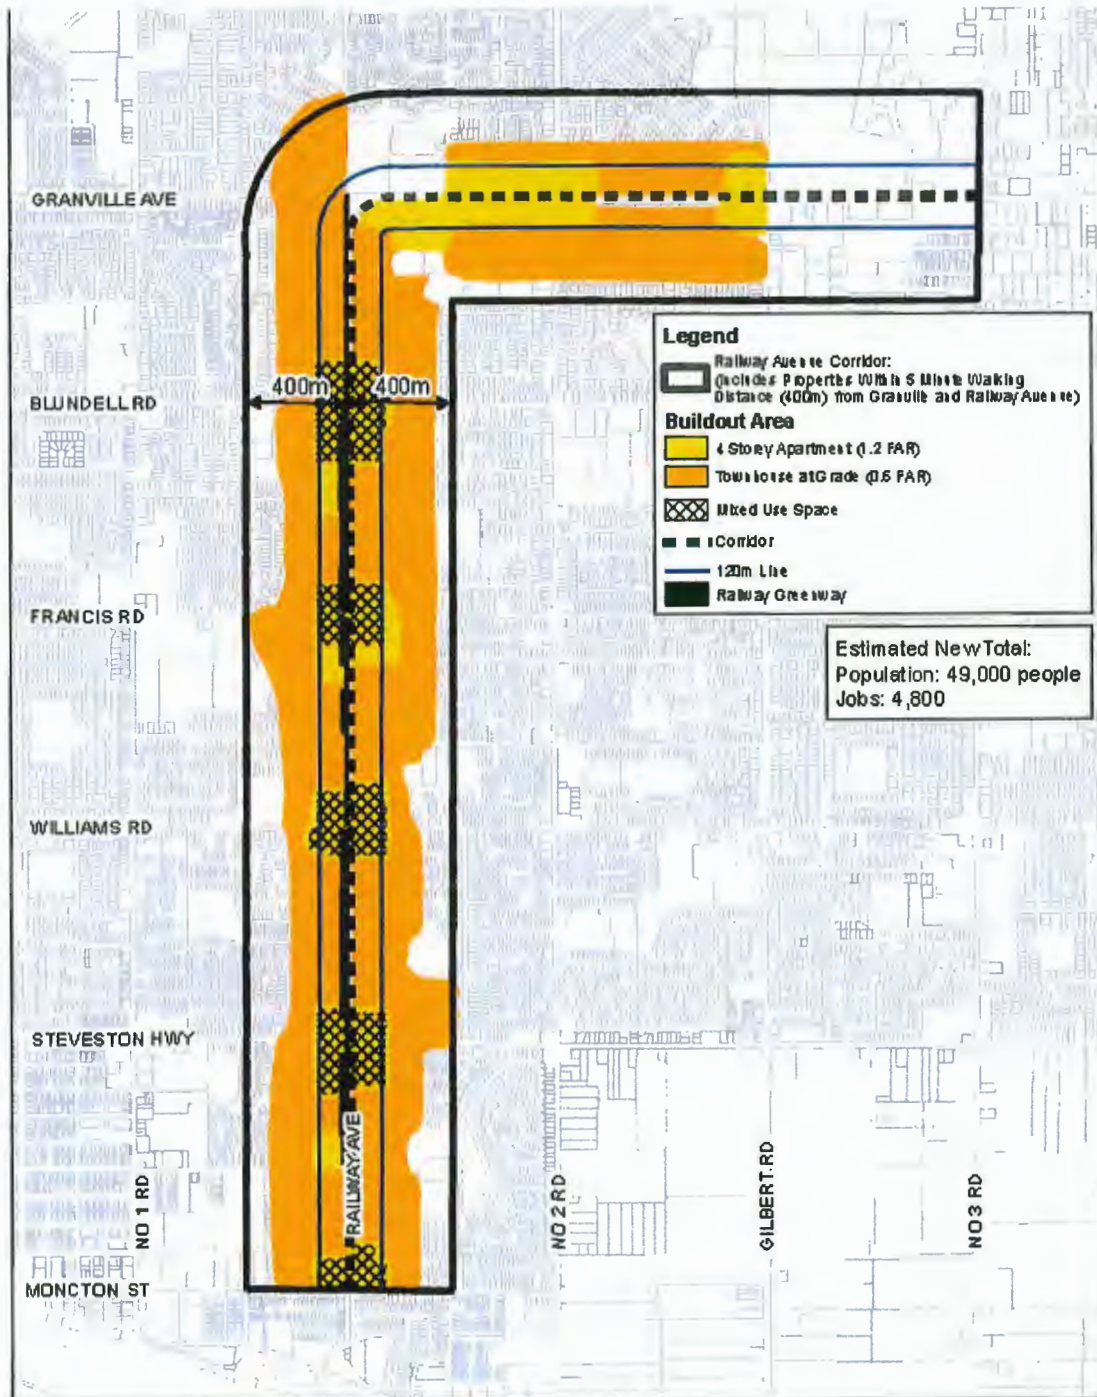 GRANVILLE AVE
400m 400m
BLUNDELL RD
FRANCIS RD
WILLIAMS RD
STEVESTON HWY
MONCTON ST
NO 1 RD
RAILWAY AVE
NO 2 RD
GILBERT RD
NO 3 RD
Legend
Railway Avenue Corridor:
(Includes Properties Within 5 Minute Walking
Distance (400m) from Granville and Railway Avenue)
Buildout Area
4 Storey Apartment (1.2 FAR)
Townhouse at Grade (0.6 FAR)
Mixed Use Space
Corridor
120m Line
Railway Greenway
Estimated New Total:
Population: 49,000 people
Jobs: 4,800